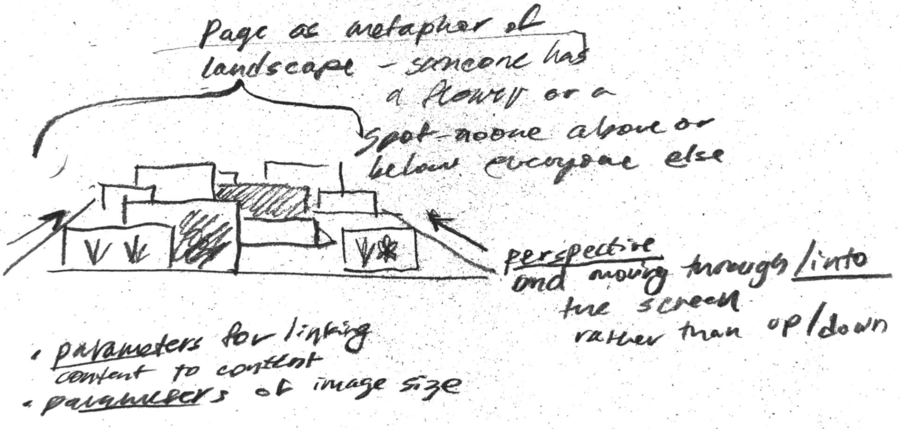 Page as metaphor of
landscape – someone has
a flower or a
spot – noone above or
below everyone else
perspective
and moving through/into
the screen
rather than up/down
• parameters for linking
content to content
• parameters of image size